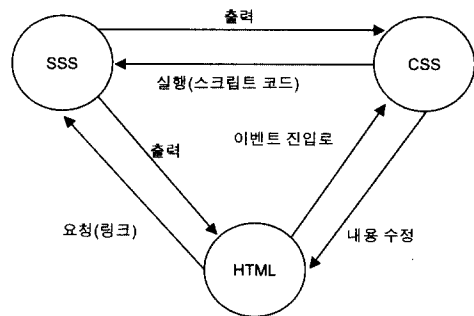 출력
SSS
CSS
실행(스크립트 코드)
이벤트 진입로
출력
요청(링크)
내용 수정
HTML